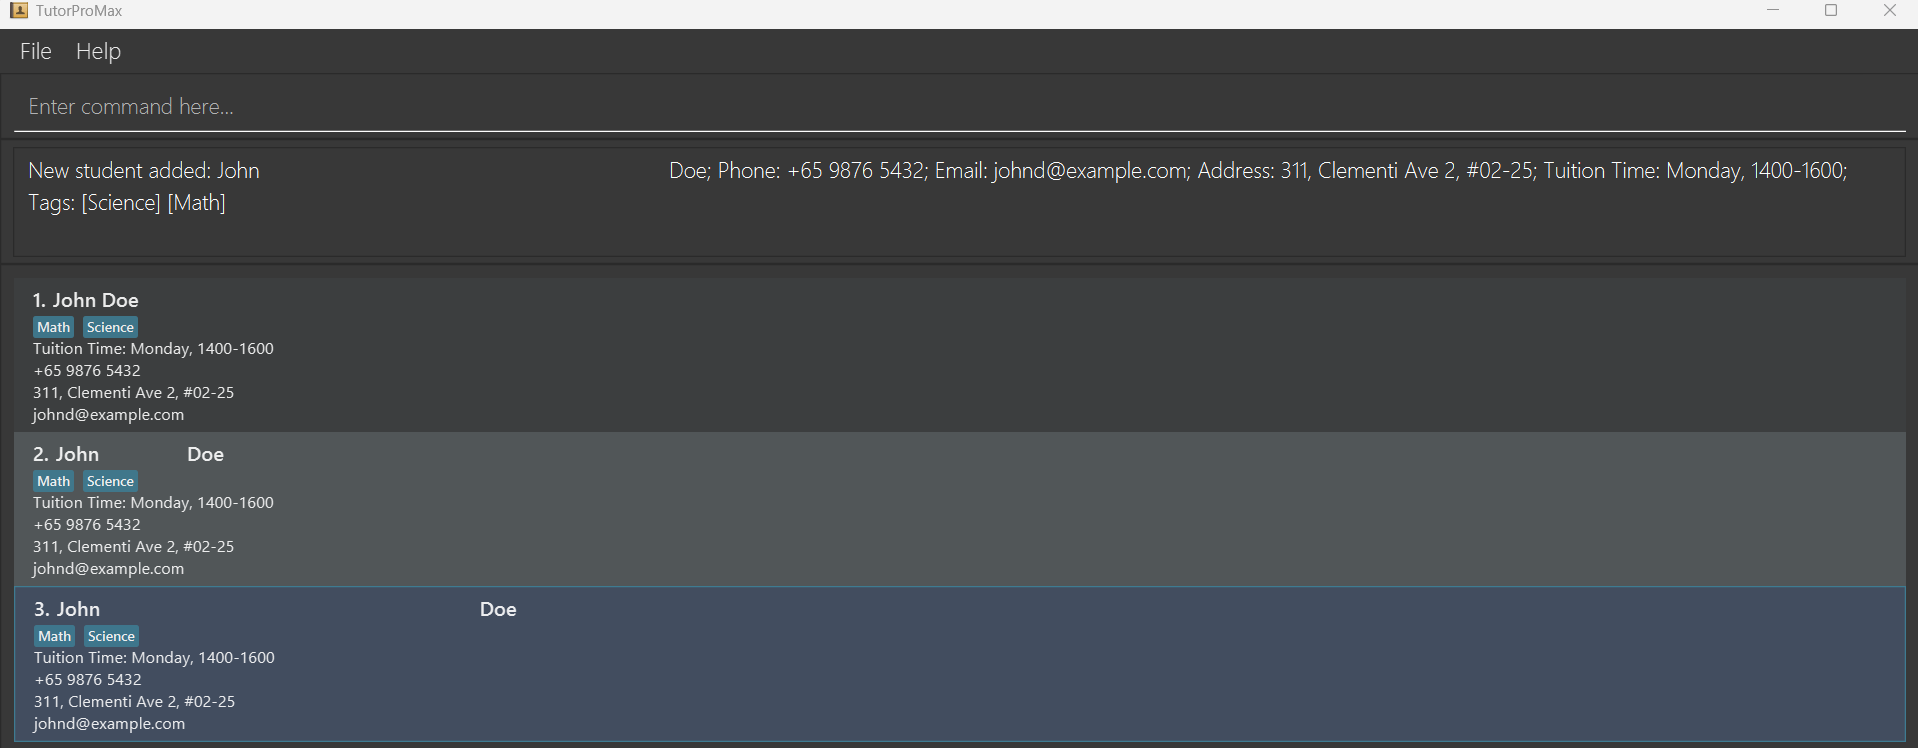 TutorProMax
File Help
Enter command here...
New student added: John                                                              Doe; Phone: +65 9876 5432; Email: johnd@example.com; Address: 311, Clementi Ave 2, #02-25; Tuition Time: Monday, 1400-1600;
Tags: [Science] [Math]
1. John Doe
Math Science
Tuition Time: Monday, 1400-1600
+65 9876 5432
311, Clementi Ave 2, #02-25
johnd@example.com
2. John                Doe
Math Science
Tuition Time: Monday, 1400-1600
+65 9876 5432
311, Clementi Ave 2, #02-25
johnd@example.com
3. John                                                              Doe
Math Science
Tuition Time: Monday, 1400-1600
+65 9876 5432
311, Clementi Ave 2, #02-25
johnd@example.com